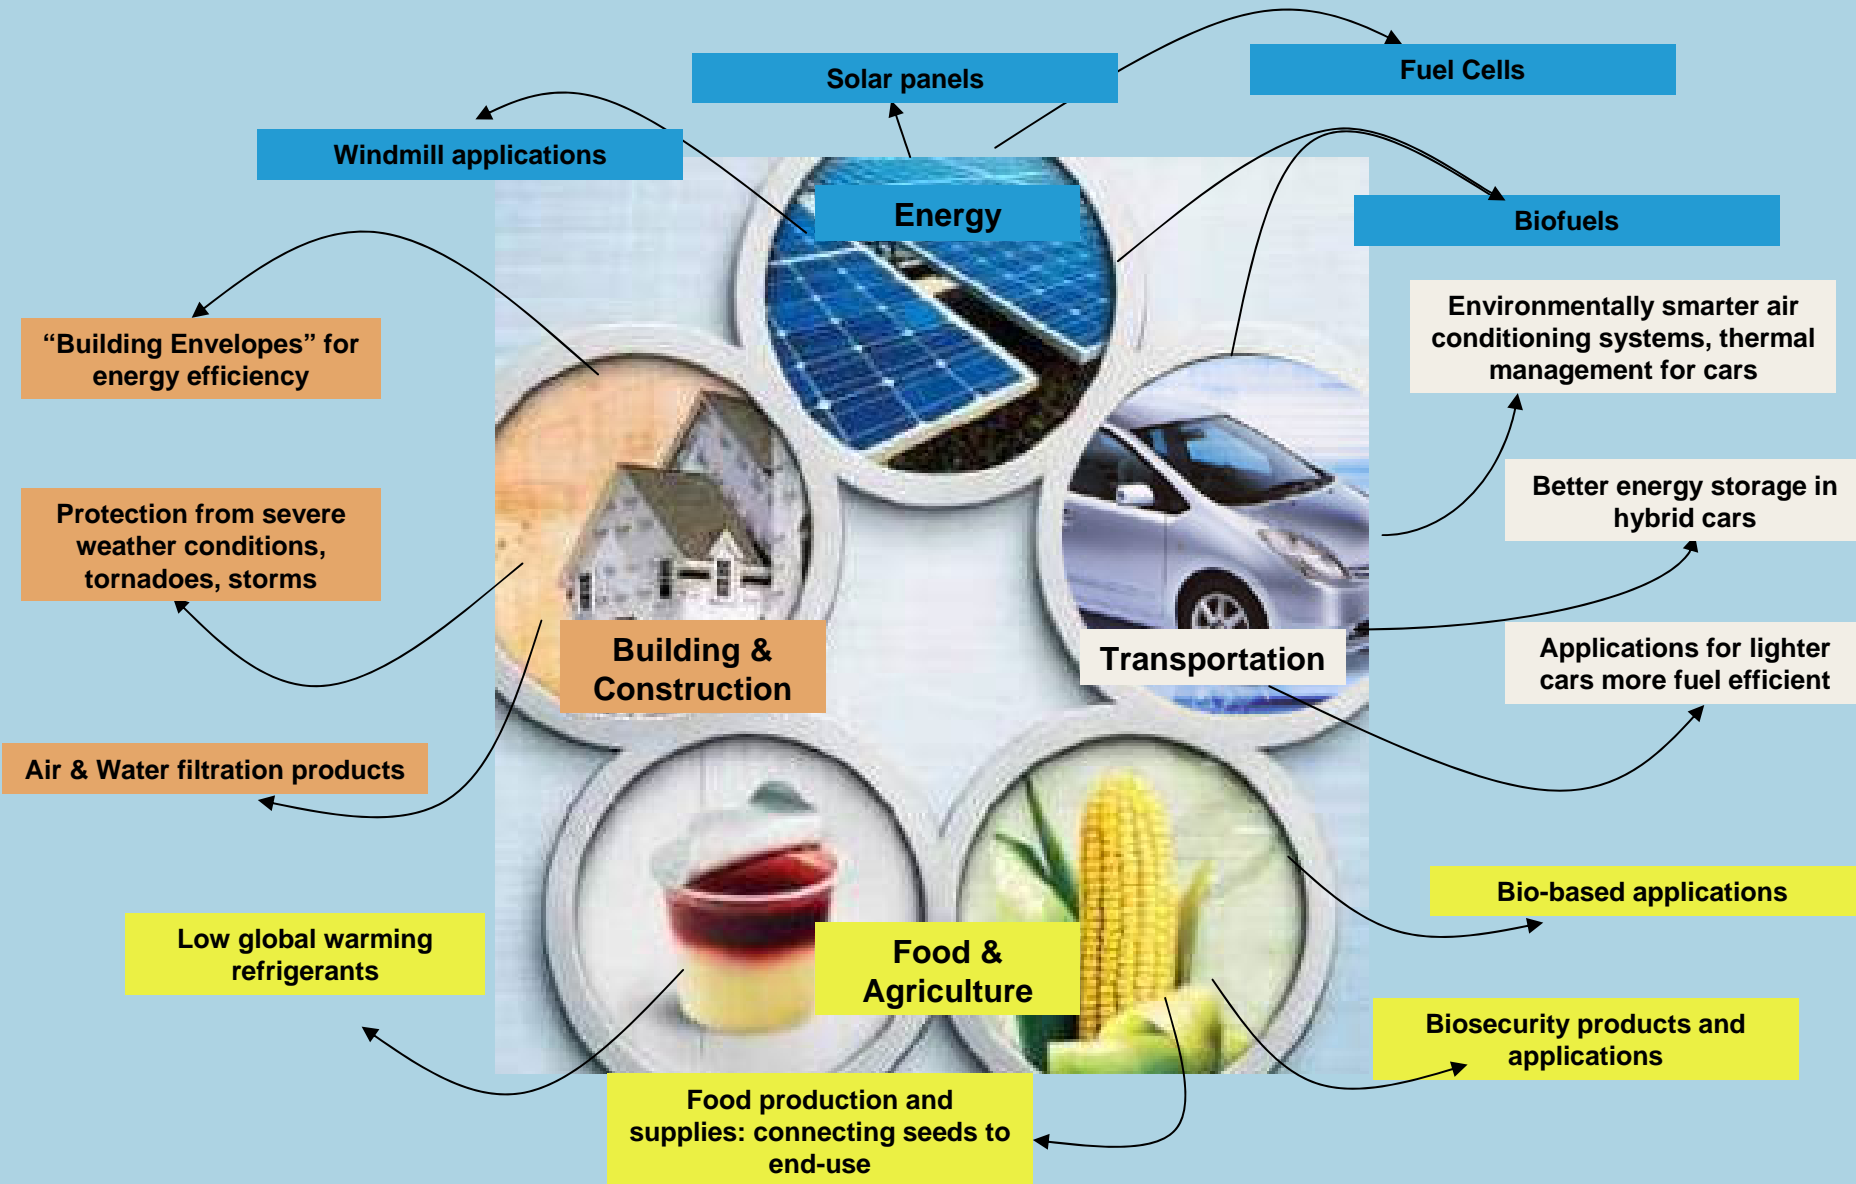 Solar panels
Fuel Cells
Windmill applications
Energy
Biofuels
“Building Envelopes” for
energy efficiency
Environmentally smarter air
conditioning systems, thermal
management for cars
Protection from severe
weather conditions,
tornadoes, storms
Better energy storage in
hybrid cars
Building &
Construction
Transportation
Applications for lighter
cars more fuel efficient
Air & Water filtration products
Bio-based applications
Low global warming
refrigerants
Food &
Agriculture
Biosecurity products and
applications
Food production and
supplies: connecting seeds to
end-use